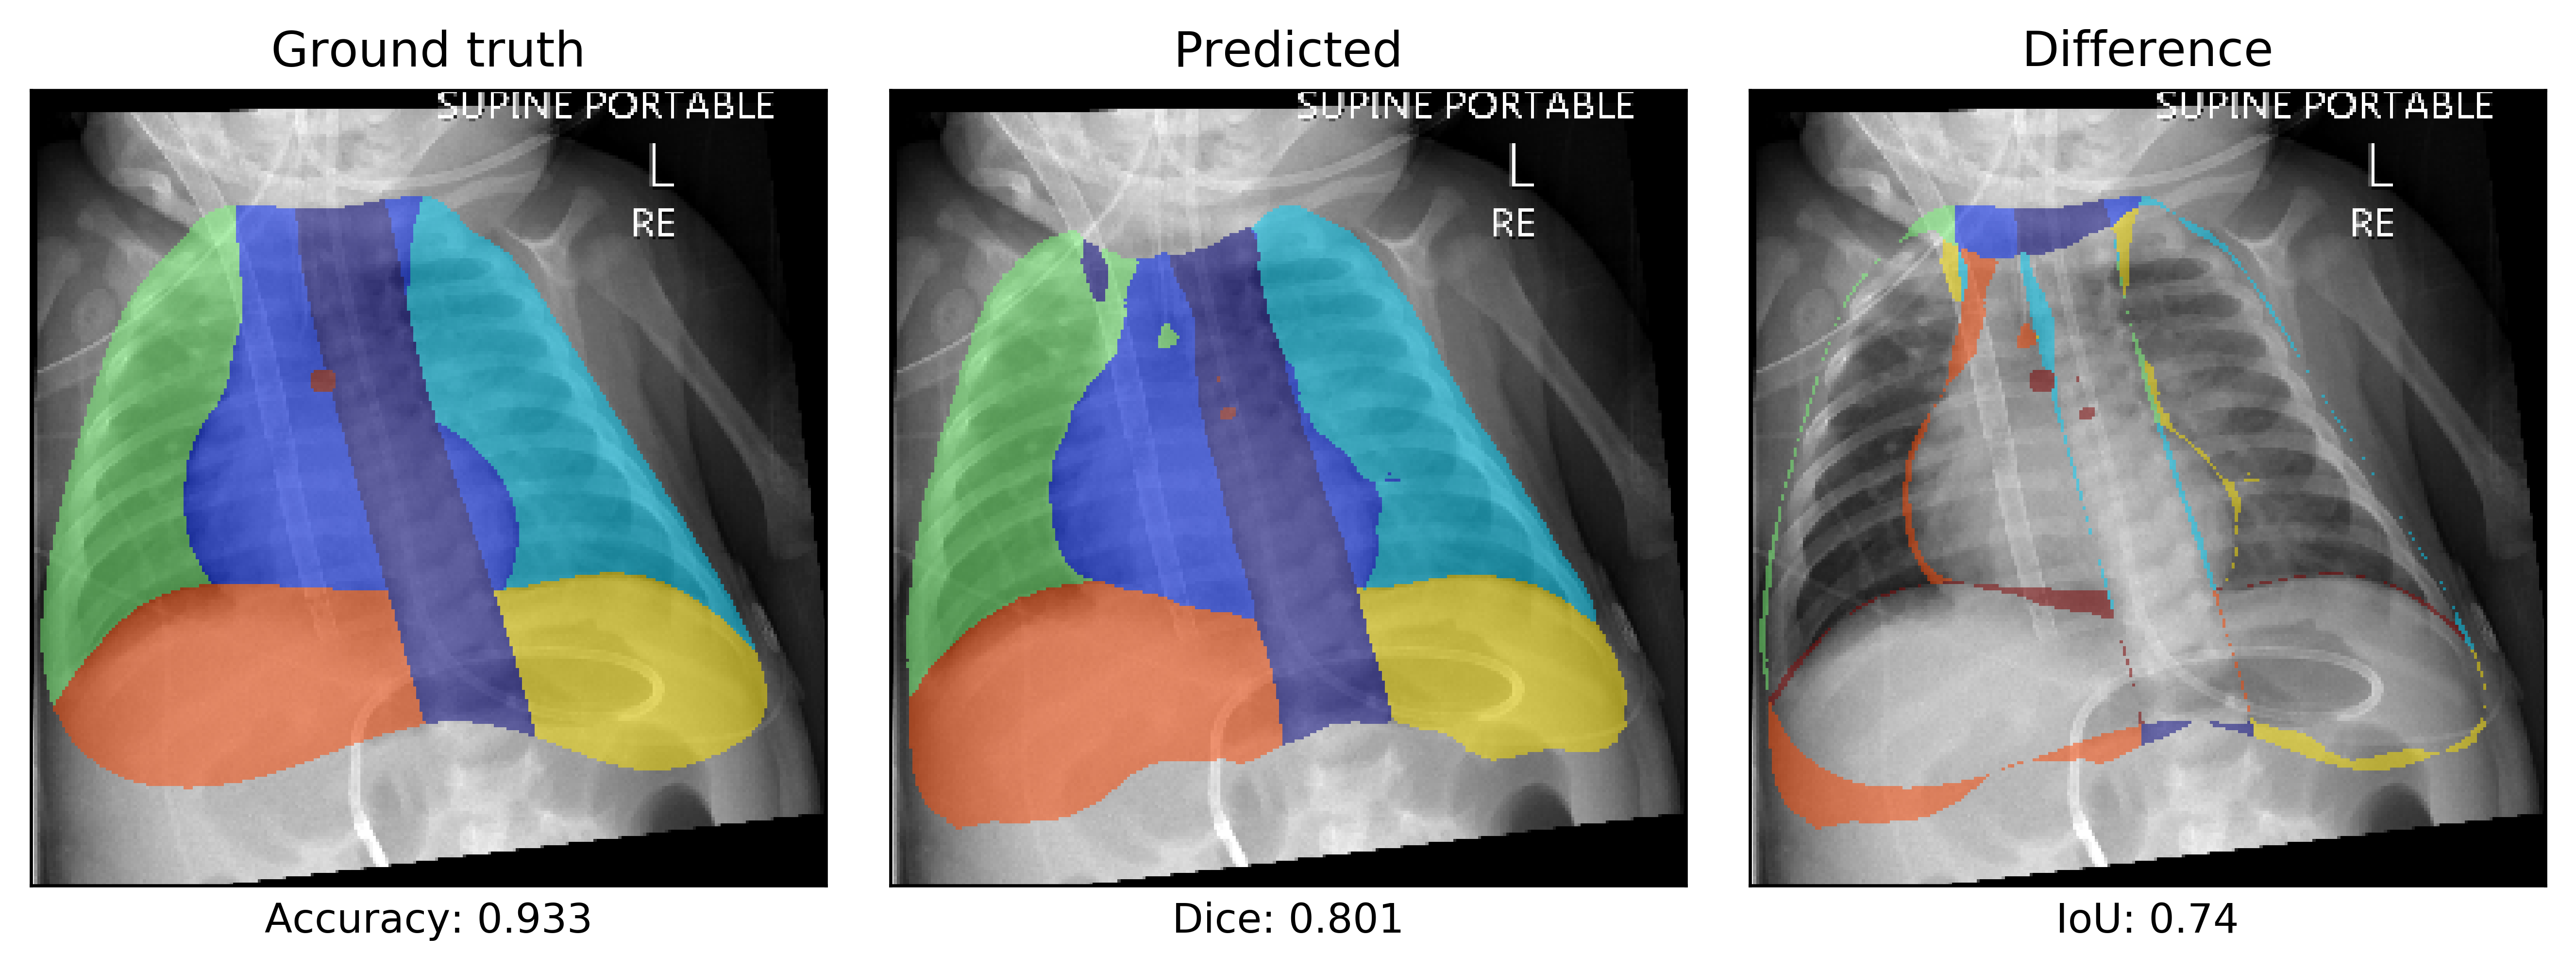 Ground truth
Predicted
Difference
SUPINE PORTABLE
L
RE
SUPINE PORTABLE
L
RE
SUPINE PORTABLE
L
RE
Accuracy: 0.933
Dice: 0.801
IoU: 0.74